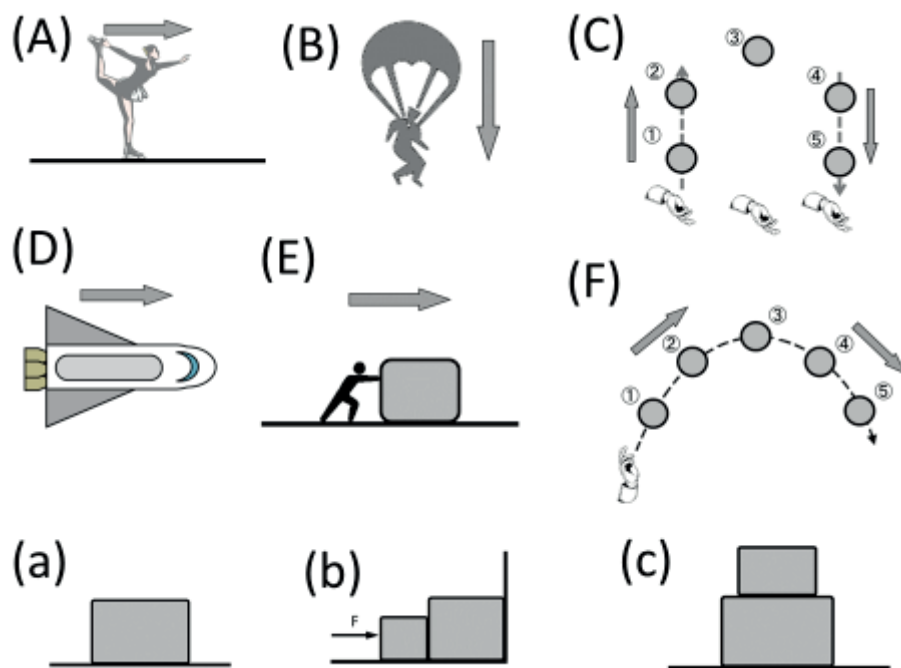 (A)
(B)
(C)
③
② ④
① ⑤
(D)
(E)
(F)
③
② ④
① ⑤
(a)
(b)
(c)
F